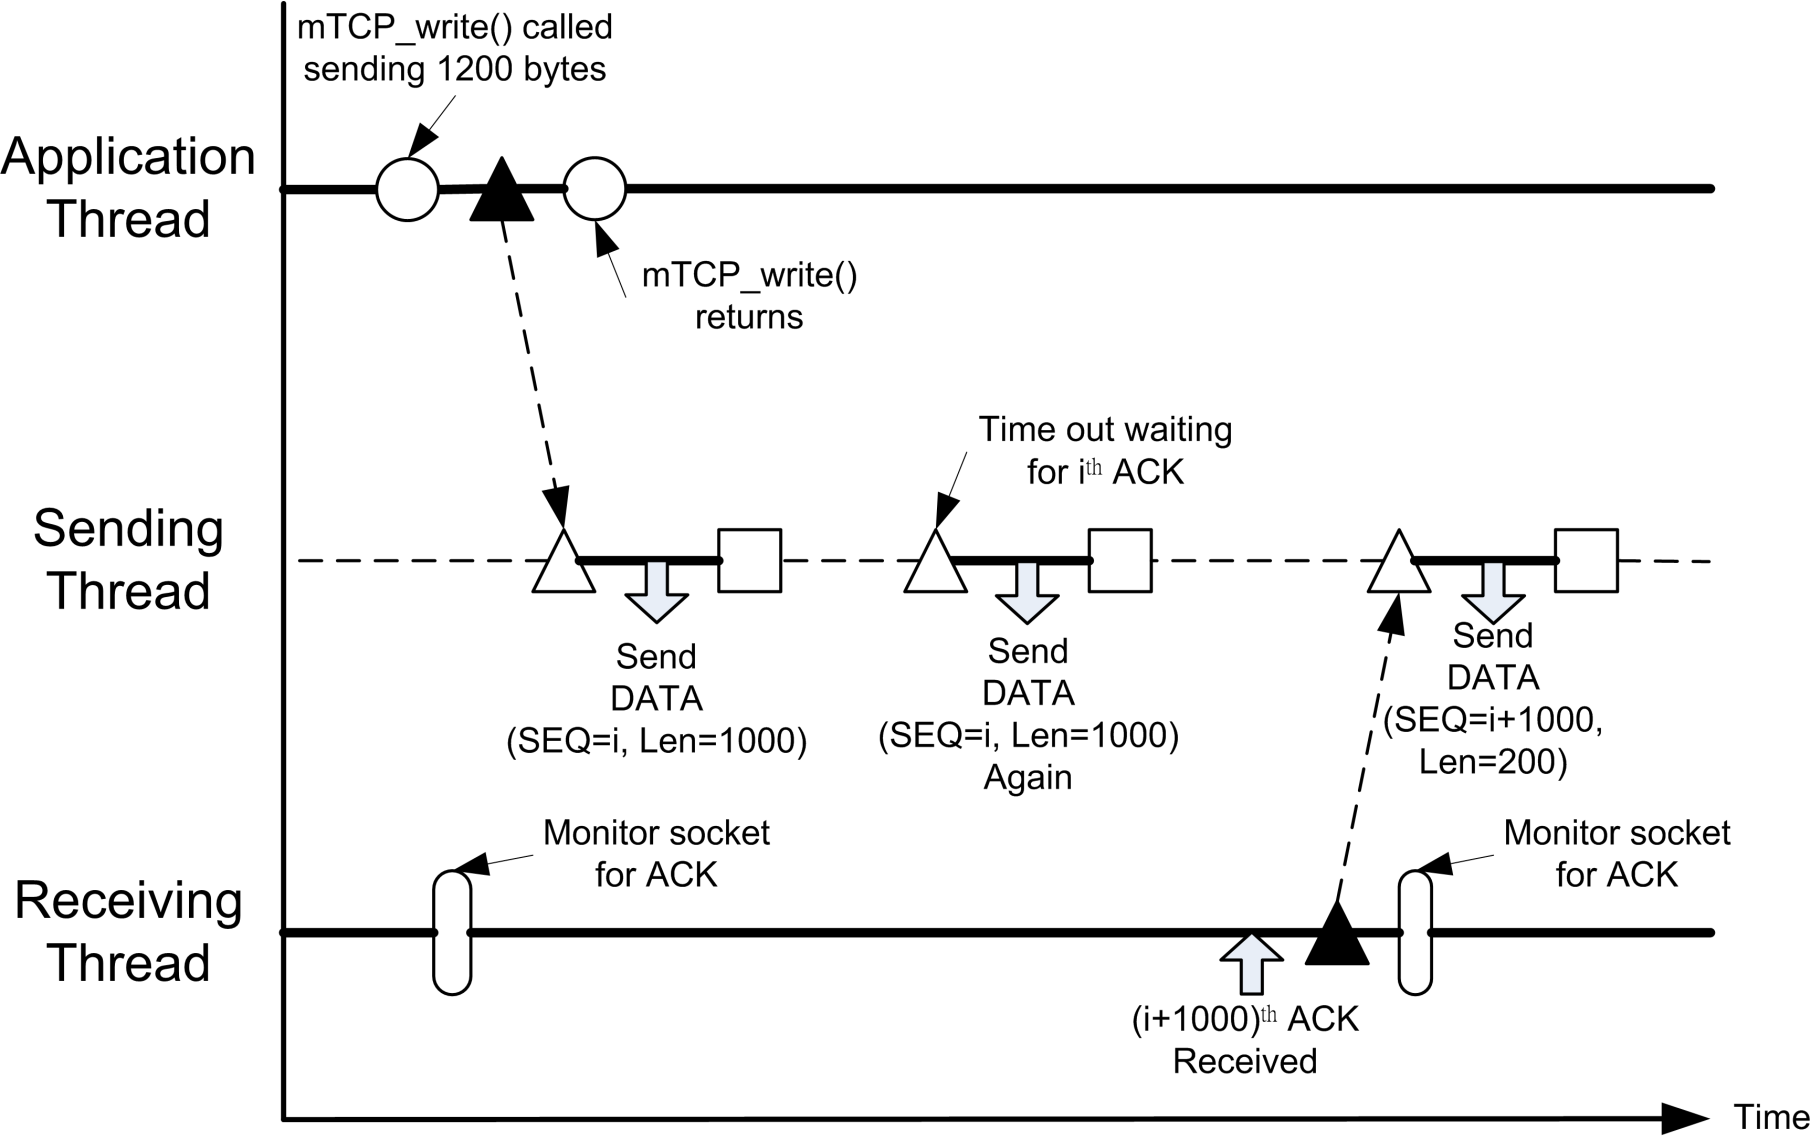 mTCP_write() called
sending 1200 bytes
Application
Thread
mTCP_write()
returns
Time out waiting
for ith ACK
Sending
Thread
Send
DATA
(SEQ=i, Len=1000)
Send
DATA
(SEQ=i, Len=1000)
Again
Send
DATA
(SEQ=i+1000,
Len=200)
Monitor socket
for ACK
Monitor socket
for ACK
Receiving
Thread
(i+1000)th ACK
Received
Time